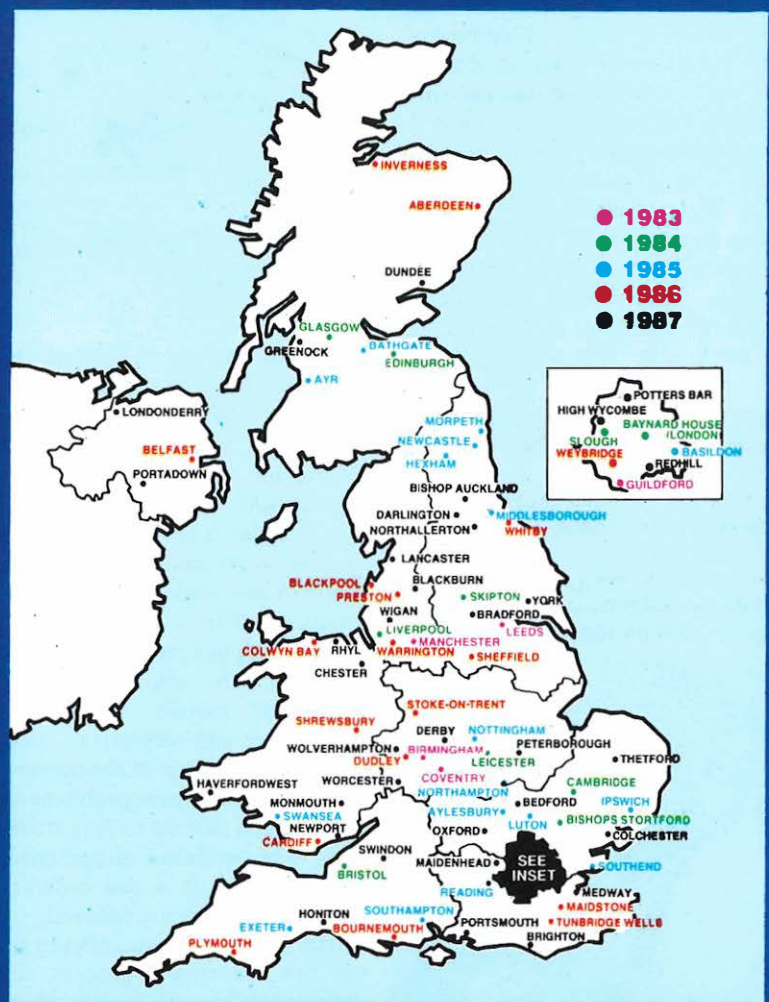 INVERNESS
ABERDEEN
DUNDEE
1983
1984
1985
1986
1987
GLASGOW
GREENOCK
BATHGATE
EDINBURGH
AYR
LONDONDERRY
BELFAST
PORTADOWN
MORPETH
NEWCASTLE
HEXHAM
POTTERS BAR
HIGH WYCOMBE
BAYNARD HOUSE
(LONDON)
SLOUGH
WEYBRIDGE
BASILDON
REDHILL
GUILDFORD
BISHOP AUCKLAND
DARLINGTON
MIDDLESBOROUGH
NORTHALLERTON
WHITBY
LANCASTER
BLACKPOOL
BLACKBURN
PRESTON
SKIPTON
YORK
WIGAN
BRADFORD
LEEDS
LIVERPOOL
MANCHESTER
COLWYN BAY
RHYL
WARRINGTON
SHEFFIELD
CHESTER
STOKE-ON-TRENT
SHREWSBURY
DERBY
NOTTINGHAM
WOLVERHAMPTON
BIRMINGHAM
PETERBOROUGH
THETFORD
DUDLEY
LEICESTER
COVENTRY
HAVERFORDWEST
WORCESTER
NORTHAMPTON
CAMBRIDGE
MONMOUTH
AYLESBURY
BEDFORD
IPSWICH
SWANSEA
NEWPORT
OXFORD
LUTON
BISHOPS STORTFORD
COLCHESTER
CARDIFF
SWINDON
MAIDENHEAD
SEE
INSET
SOUTHEND
BRISTOL
READING
MEDWAY
MAIDSTONE
HONITON
SOUTHAMPTON
PORTSMOUTH
TUNBRIDGE WELLS
EXETER
BOURNEMOUTH
BRIGHTON
PLYMOUTH